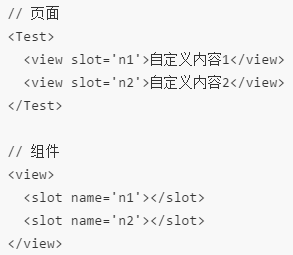 // 页面
<Test>
  <view slot='n1'>自定义内容1</view>
  <view slot='n2'>自定义内容2</view>
</Test>

// 组件
<view>
  <slot name='n1'></slot>
  <slot name='n2'></slot>
</view>